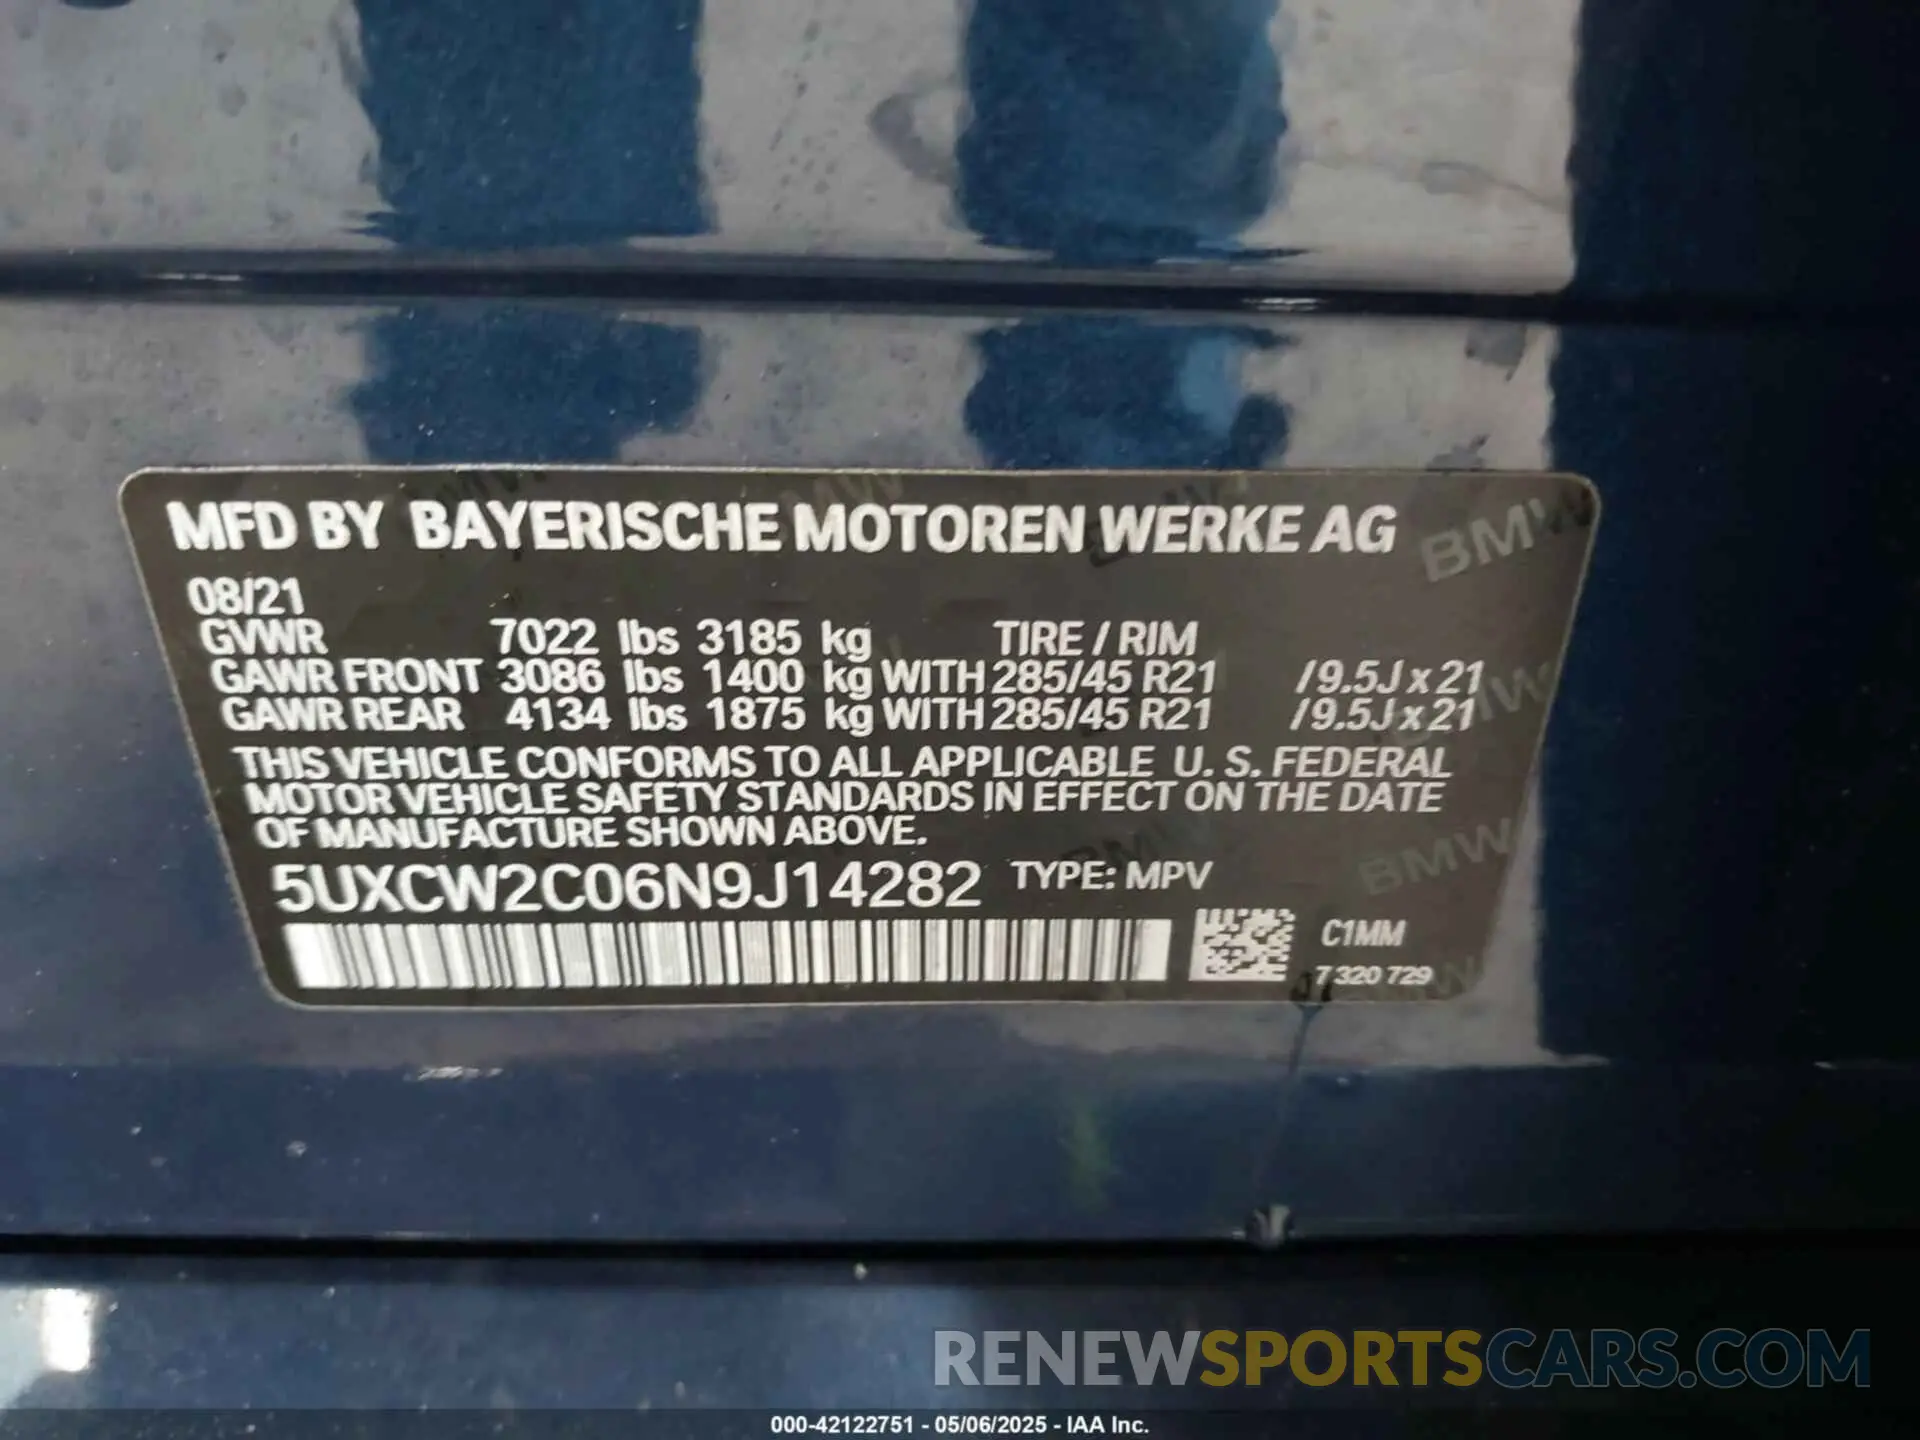 MFD BY BAYERISCHE MOTOREN WERKE AG
08/21
GVWR 7022 lbs 3185 kg TIRE / RIM
GAWR FRONT 3086 lbs 1400 kg WITH 285/45 R21 / 9.5J x 21
GAWR REAR 4134 lbs 1875 kg WITH 285/45 R21 / 9.5J x 21
THIS VEHICLE CONFORMS TO ALL APPLICABLE U. S. FEDERAL
MOTOR VEHICLE SAFETY STANDARDS IN EFFECT ON THE DATE
OF MANUFACTURE SHOWN ABOVE.
5UXCW2C06N9J14282 TYPE: MPV
C1MM
7 320 729
RENEWSPORTSCARS.COM
000-42122751 - 05/06/2025 - IAA Inc.